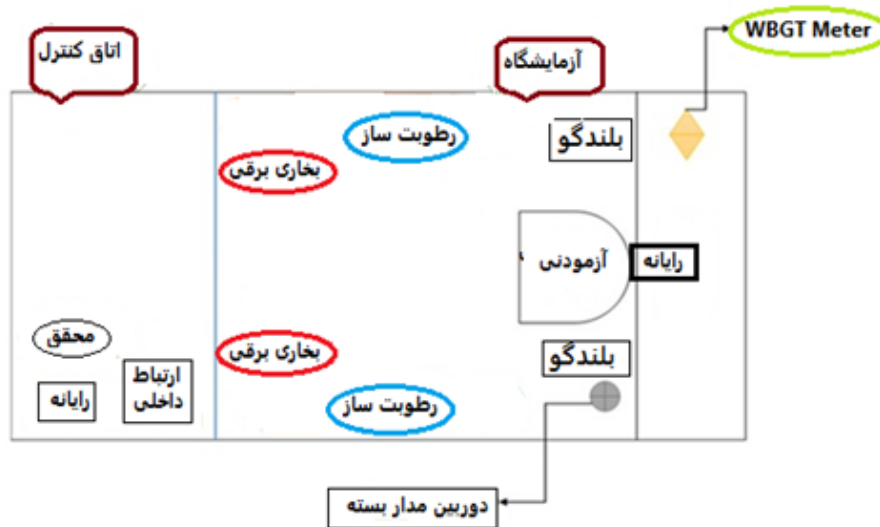 WBGT Meter
آزمایشگاه
اتاق کنترل
بلندگو
رطوبت ساز
بخاری برقی
رایانه
آزمودنی
محقق
بخاری برقی
بلندگو
ارتباط
داخلی
رایانه
رطوبت ساز
دوربین مدار بسته